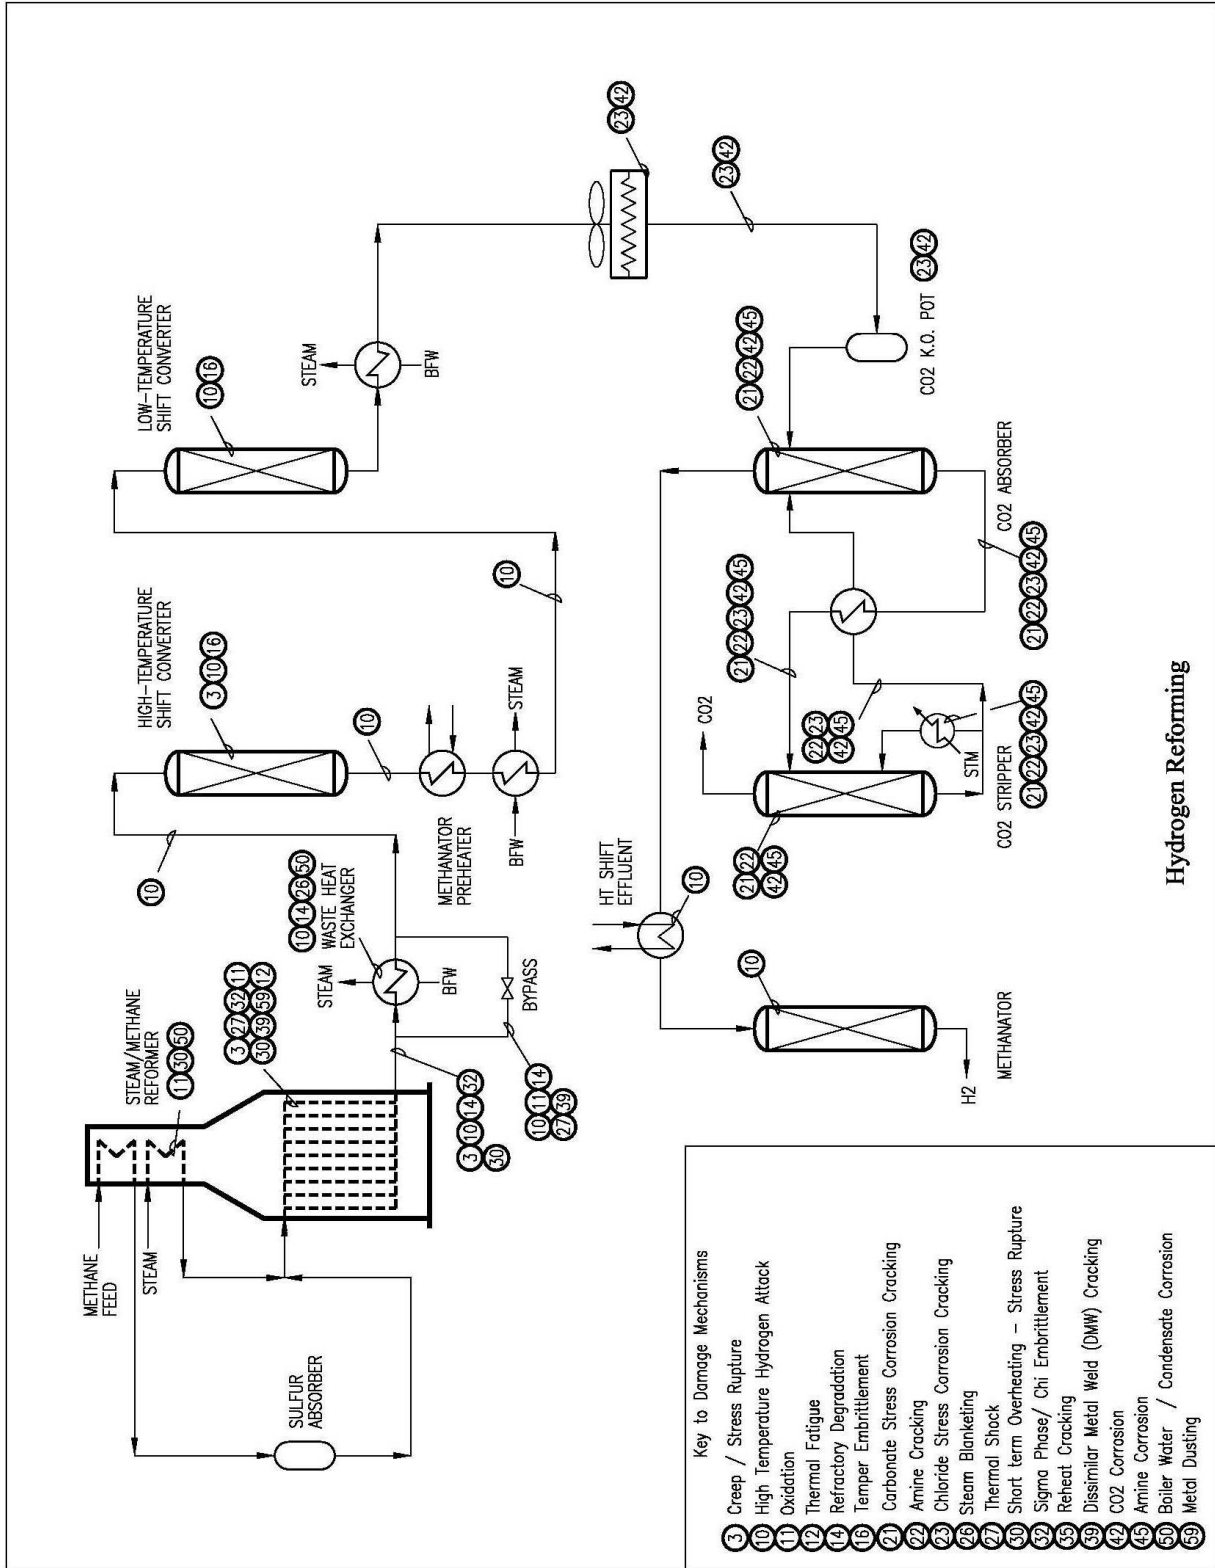 METHANE
FEED
STEAM
SULFUR
ABSORBER
STEAM/METHANE
REFORMER
11 30 50
3 27 32 11
30 39 59 12
3 10 14 32
30
10 11 14
27 39
BYPASS
STEAM
BFW
10 14 26 50
WASTE HEAT
EXCHANGER
10
HIGH-TEMPERATURE
SHIFT CONVERTER
3 10 16
10
METHANATOR
PREHEATER
BFW
STEAM
10
LOW-TEMPERATURE
SHIFT CONVERTER
10 16
STEAM
BFW
23 42
23 42
CO2 K.O. POT
23 42
21 22 42 45
CO2 ABSORBER
21 22 23 42 45
21 22 23 42 45
22 23
42 45
CO2
STM
CO2 STRIPPER
21 22 23 42 45
21 22
42 45
HT SHIFT
EFFLUENT
10
10
METHANATOR
H2
Key to Damage Mechanisms
3 Creep / Stress Rupture
10 High Temperature Hydrogen Attack
11 Oxidation
12 Thermal Fatigue
14 Refractory Degradation
16 Temper Embrittlement
21 Carbonate Stress Corrosion Cracking
22 Amine Cracking
23 Chloride Stress Corrosion Cracking
26 Steam Blanketing
27 Thermal Shock
30 Short term Overheating – Stress Rupture
32 Sigma Phase/ Chi Embrittlement
35 Reheat Cracking
39 Dissimilar Metal Weld (DMW) Cracking
42 CO2 Corrosion
45 Amine Corrosion
50 Boiler Water / Condensate Corrosion
59 Metal Dusting
Hydrogen Reforming